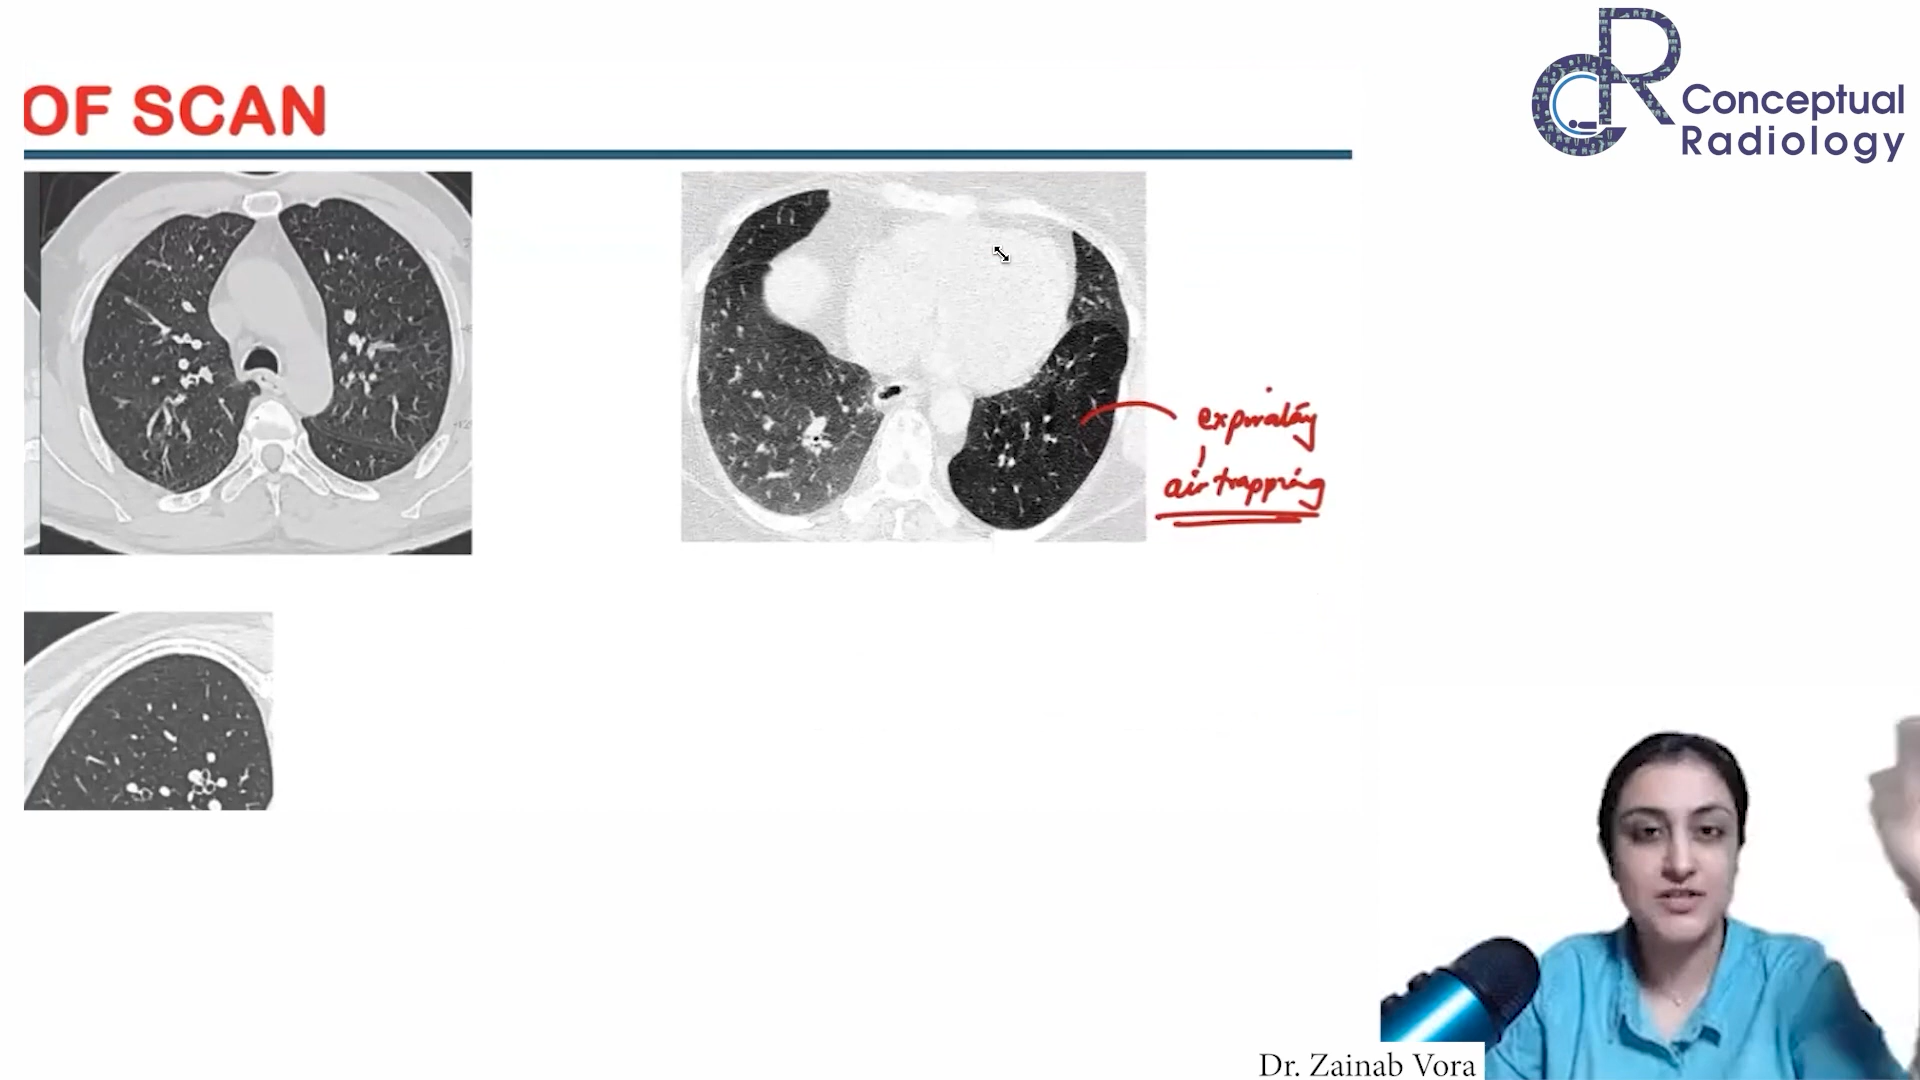 OF SCAN
Conceptual
Radiology
expiratory
air trapping
Dr. Zainab Vora